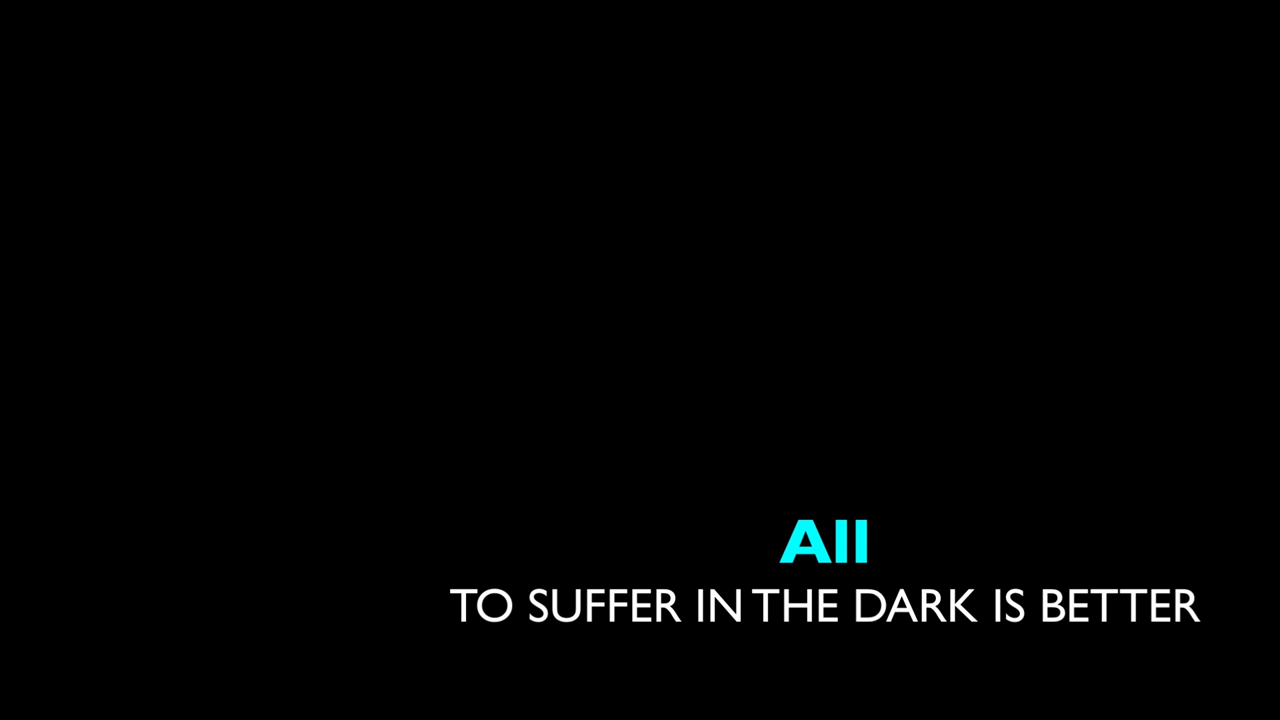 All
TO SUFFER IN THE DARK IS BETTER